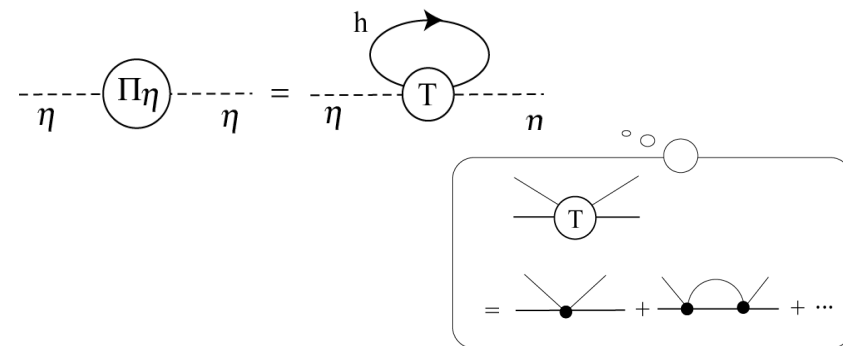 h
Πη = T
η η η n
T
= + + ...